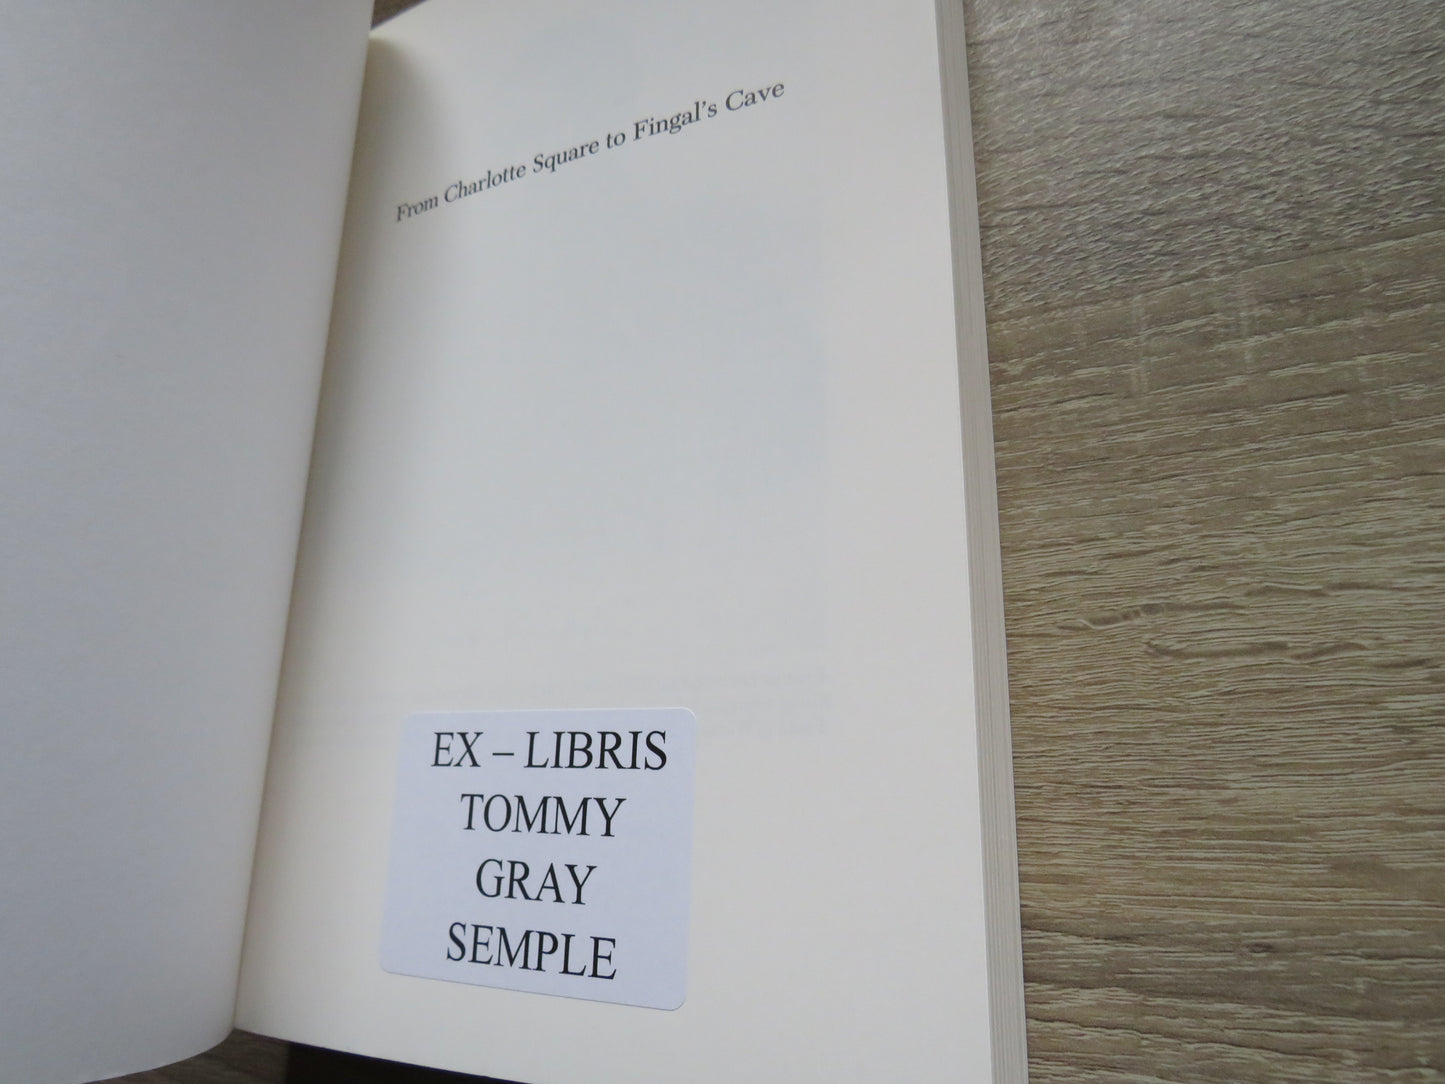 From Charlotte Square to Fingal's Cave
EX – LIBRIS
TOMMY
GRAY
SEMPLE